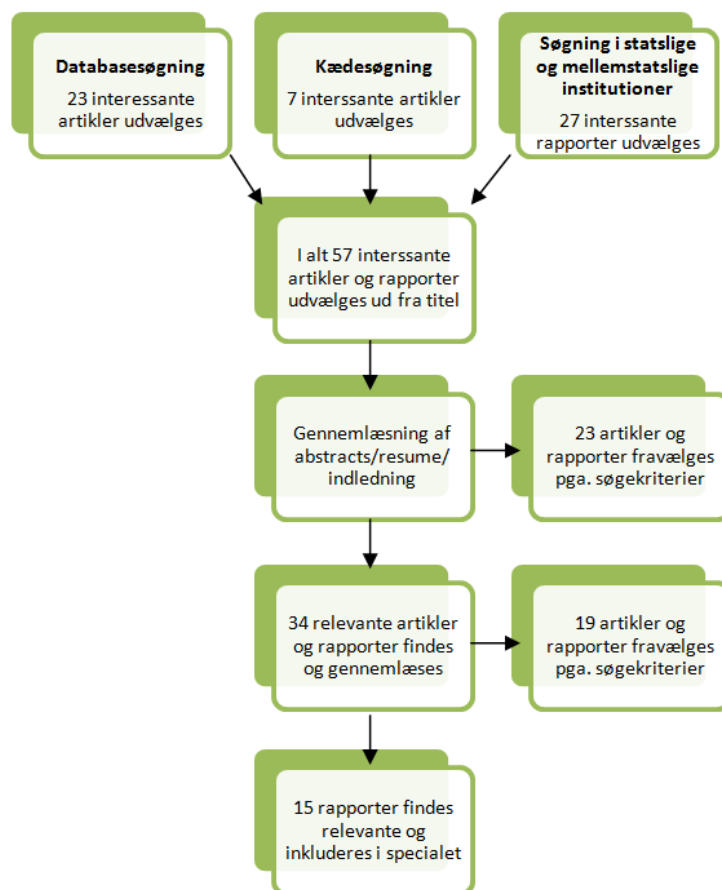 Databasesøgning
23 interessante
artikler udvælges
Kædesøgning
7 interssante artikler
udvælges
Søgning i statslige
og mellemstatslige
institutioner
27 interssante
rapporter udvælges
I alt 57 interssante
artikler og rapporter
udvælges ud fra titel
Gennemlæsning af
abstracts/resume/
indledning
23 artikler og
rapporter fravælges
pga. søgekriterier
34 relevante artikler
og rapporter findes
og gennemlæses
19 artikler og
rapporter fravælges
pga. søgekriterier
15 rapporter findes
relevante og
inkluderes i specialet